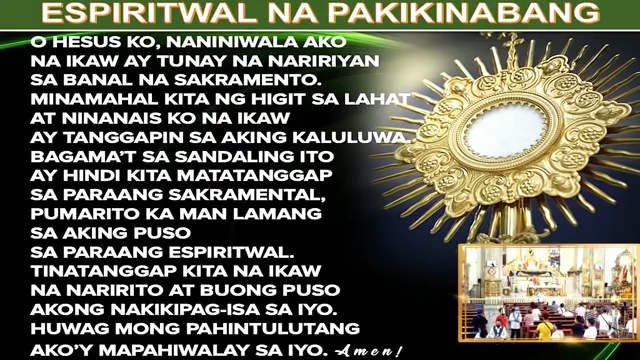 ESPIRITWAL NA PAKIKINABANG
O HESUS KO, NANINIWALA AKO
NA IKAW AY TUNAY NA NARIRIYAN
SA BANAL NA SAKRAMENTO.
MINAMAHAL KITA NG HIGIT SA LAHAT
AT NINANAIS KO NA IKAW
AY TANGGAPIN SA AKING KALULUWA.
BAGAMA'T SA SANDALING ITO
AY HINDI KITA MATATANGGAP
SA PARAANG SAKRAMENTAL,
PUMARITO KA MAN LAMANG
SA AKING PUSO
SA PARAANG ESPIRITWAL.
TINATANGGAP KITA NA IKAW
NA NARIRITO AT BUONG PUSO
AKONG NAKIKIPAG-ISA SA IYO.
HUWAG MONG PAHINTULUTANG
AKO'Y MAPAHIWALAY SA IYO. Amen!